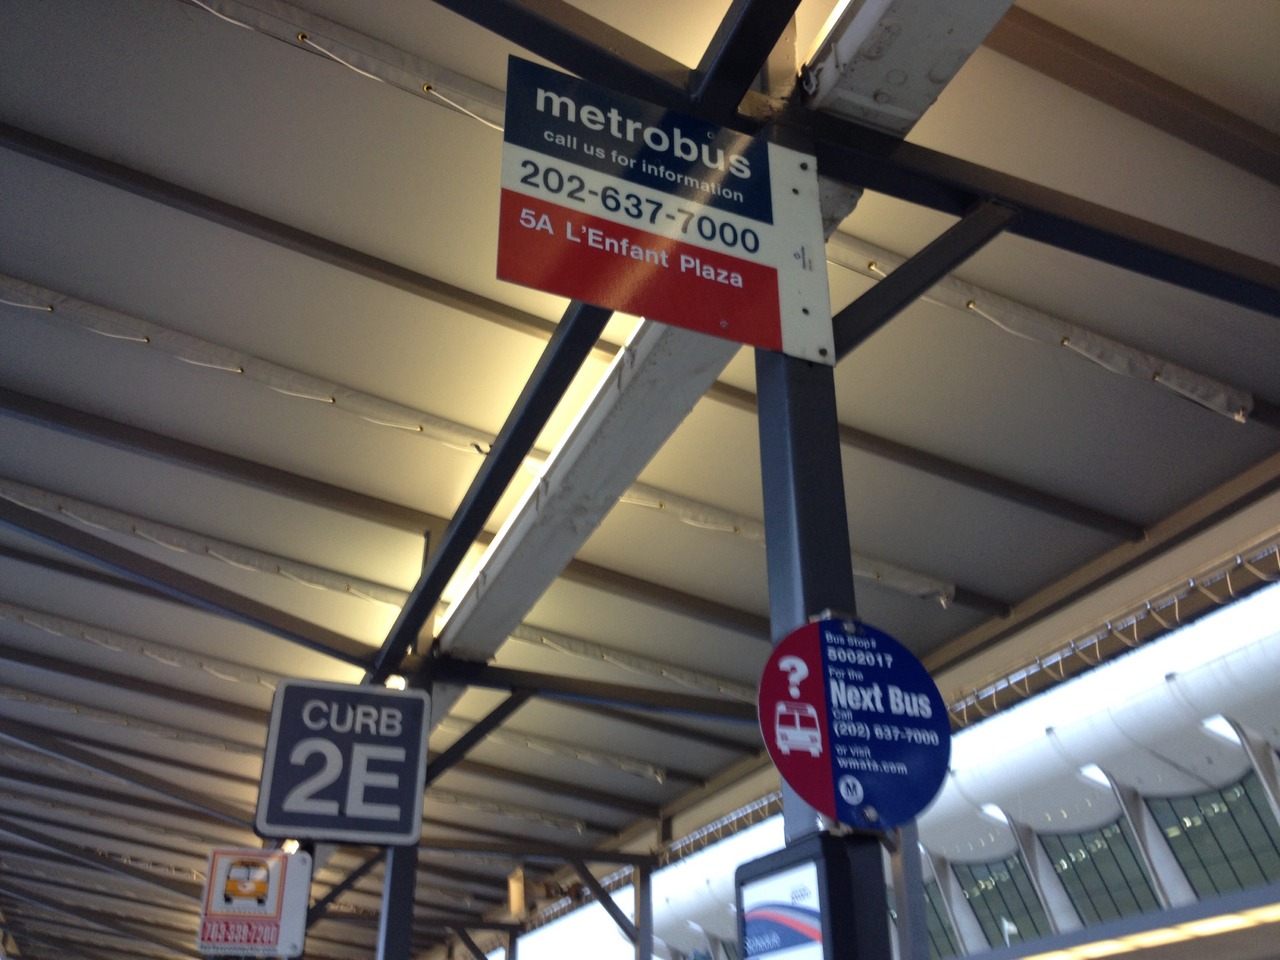 metrobus
call us for information
202-637-7000
5A L'Enfant Plaza
Bus Stop#
5002017
For the
Next Bus
Call
(202) 637-7000
or visit
wmata.com
M
?
CURB
2E
Schedule